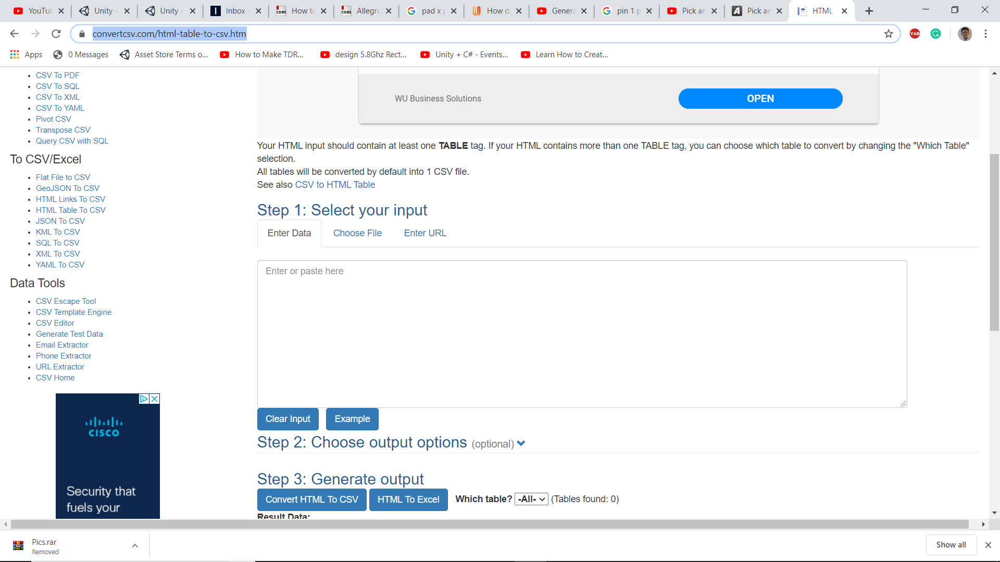 YouTub
Unity -
Unity -
Inbox -
How to
Allegro
pad x p
How d
Genera
pin 1 p
Pick an
Pick an
HTML
convertcsv.com/html-table-to-csv.htm
YAB
Apps
0 Messages
Asset Store Terms o...
How to Make TDR...
design 5.8Ghz Rect...
Unity + C# - Events...
Learn How to Creat...
CSV To PDF
CSV To SQL
CSV To XML
CSV To YAML
Pivot CSV
Transpose CSV
Query CSV with SQL
To CSV/Excel
Flat File to CSV
GeoJSON To CSV
HTML Links To CSV
HTML Table To CSV
JSON To CSV
KML To CSV
SQL To CSV
XML To CSV
YAML To CSV
Data Tools
CSV Escape Tool
CSV Template Engine
CSV Editor
Generate Test Data
Email Extractor
Phone Extractor
URL Extractor
CSV Home
CISCO
Security that
fuels your
WU Business Solutions
OPEN
Your HTML input should contain at least one TABLE tag. If your HTML contains more than one TABLE tag, you can choose which table to convert by changing the "Which Table"
selection.
All tables will be converted by default into 1 CSV file.
See also CSV to HTML Table
Step 1: Select your input
Enter Data
Choose File
Enter URL
Enter or paste here
Clear Input
Example
Step 2: Choose output options (optional)
Step 3: Generate output
Convert HTML To CSV
HTML To Excel
Which table? -All- (Tables found: 0)
Result Data:
Pics.rar
Removed
Show all